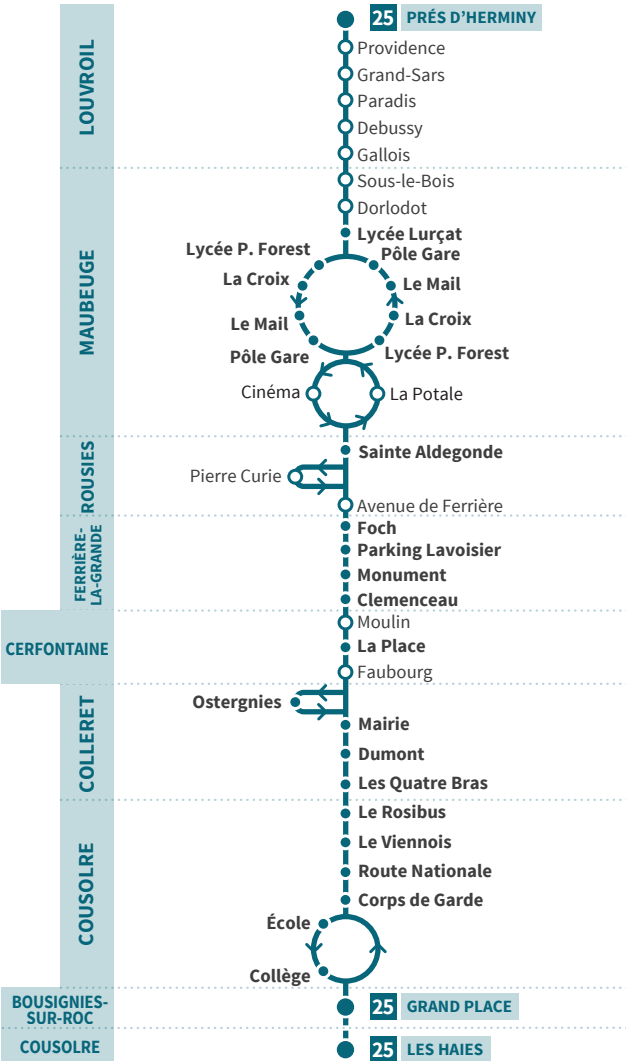 25 PRÉS D'HERMINY
LOUVROIL
Providence
Grand-Sars
Paradis
Debussy
Gallois
MAUBEUGE
Sous-le-Bois
Dorlodot
Lycée Lurçat
Lycée P. Forest
Pôle Gare
La Croix
Le Mail
Le Mail
La Croix
Pôle Gare
Lycée P. Forest
Cinéma
La Potale
ROUSIES
Sainte Aldegonde
Pierre Curie
Avenue de Ferrière
FERRIÈRE-
LA-GRANDE
Foch
Parking Lavoisier
Monument
Clemenceau
CERFONTAINE
Moulin
La Place
Faubourg
COLLERET
Ostergnies
Mairie
Dumont
Les Quatre Bras
COUSOLRE
Le Rosibus
Le Viennois
Route Nationale
Corps de Garde
École
Collège
BOUSIGNIES-
SUR-ROC
25 GRAND PLACE
COUSOLRE
25 LES HAIES